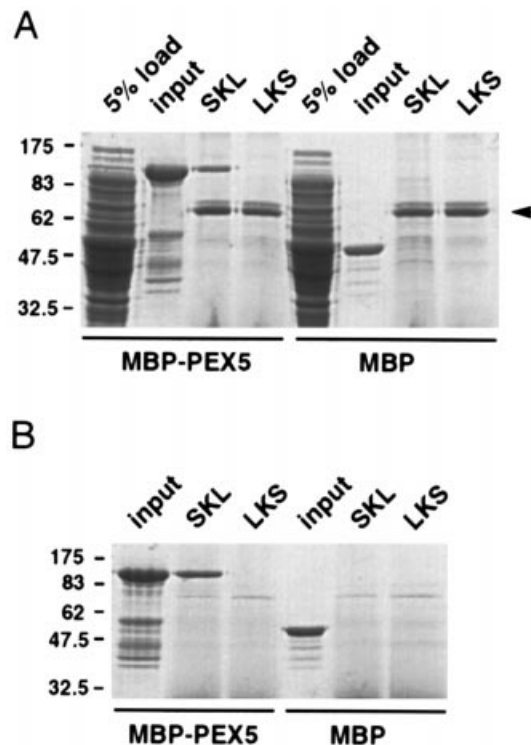 A
5% load input SKL LKS 5% load input SKL LKS
175 -
83 -
62 -
47.5 -
32.5 -
MBP-PEX5 MBP
B
input SKL LKS input SKL LKS
175 -
83 -
62 -
47.5 -
32.5 -
MBP-PEX5 MBP